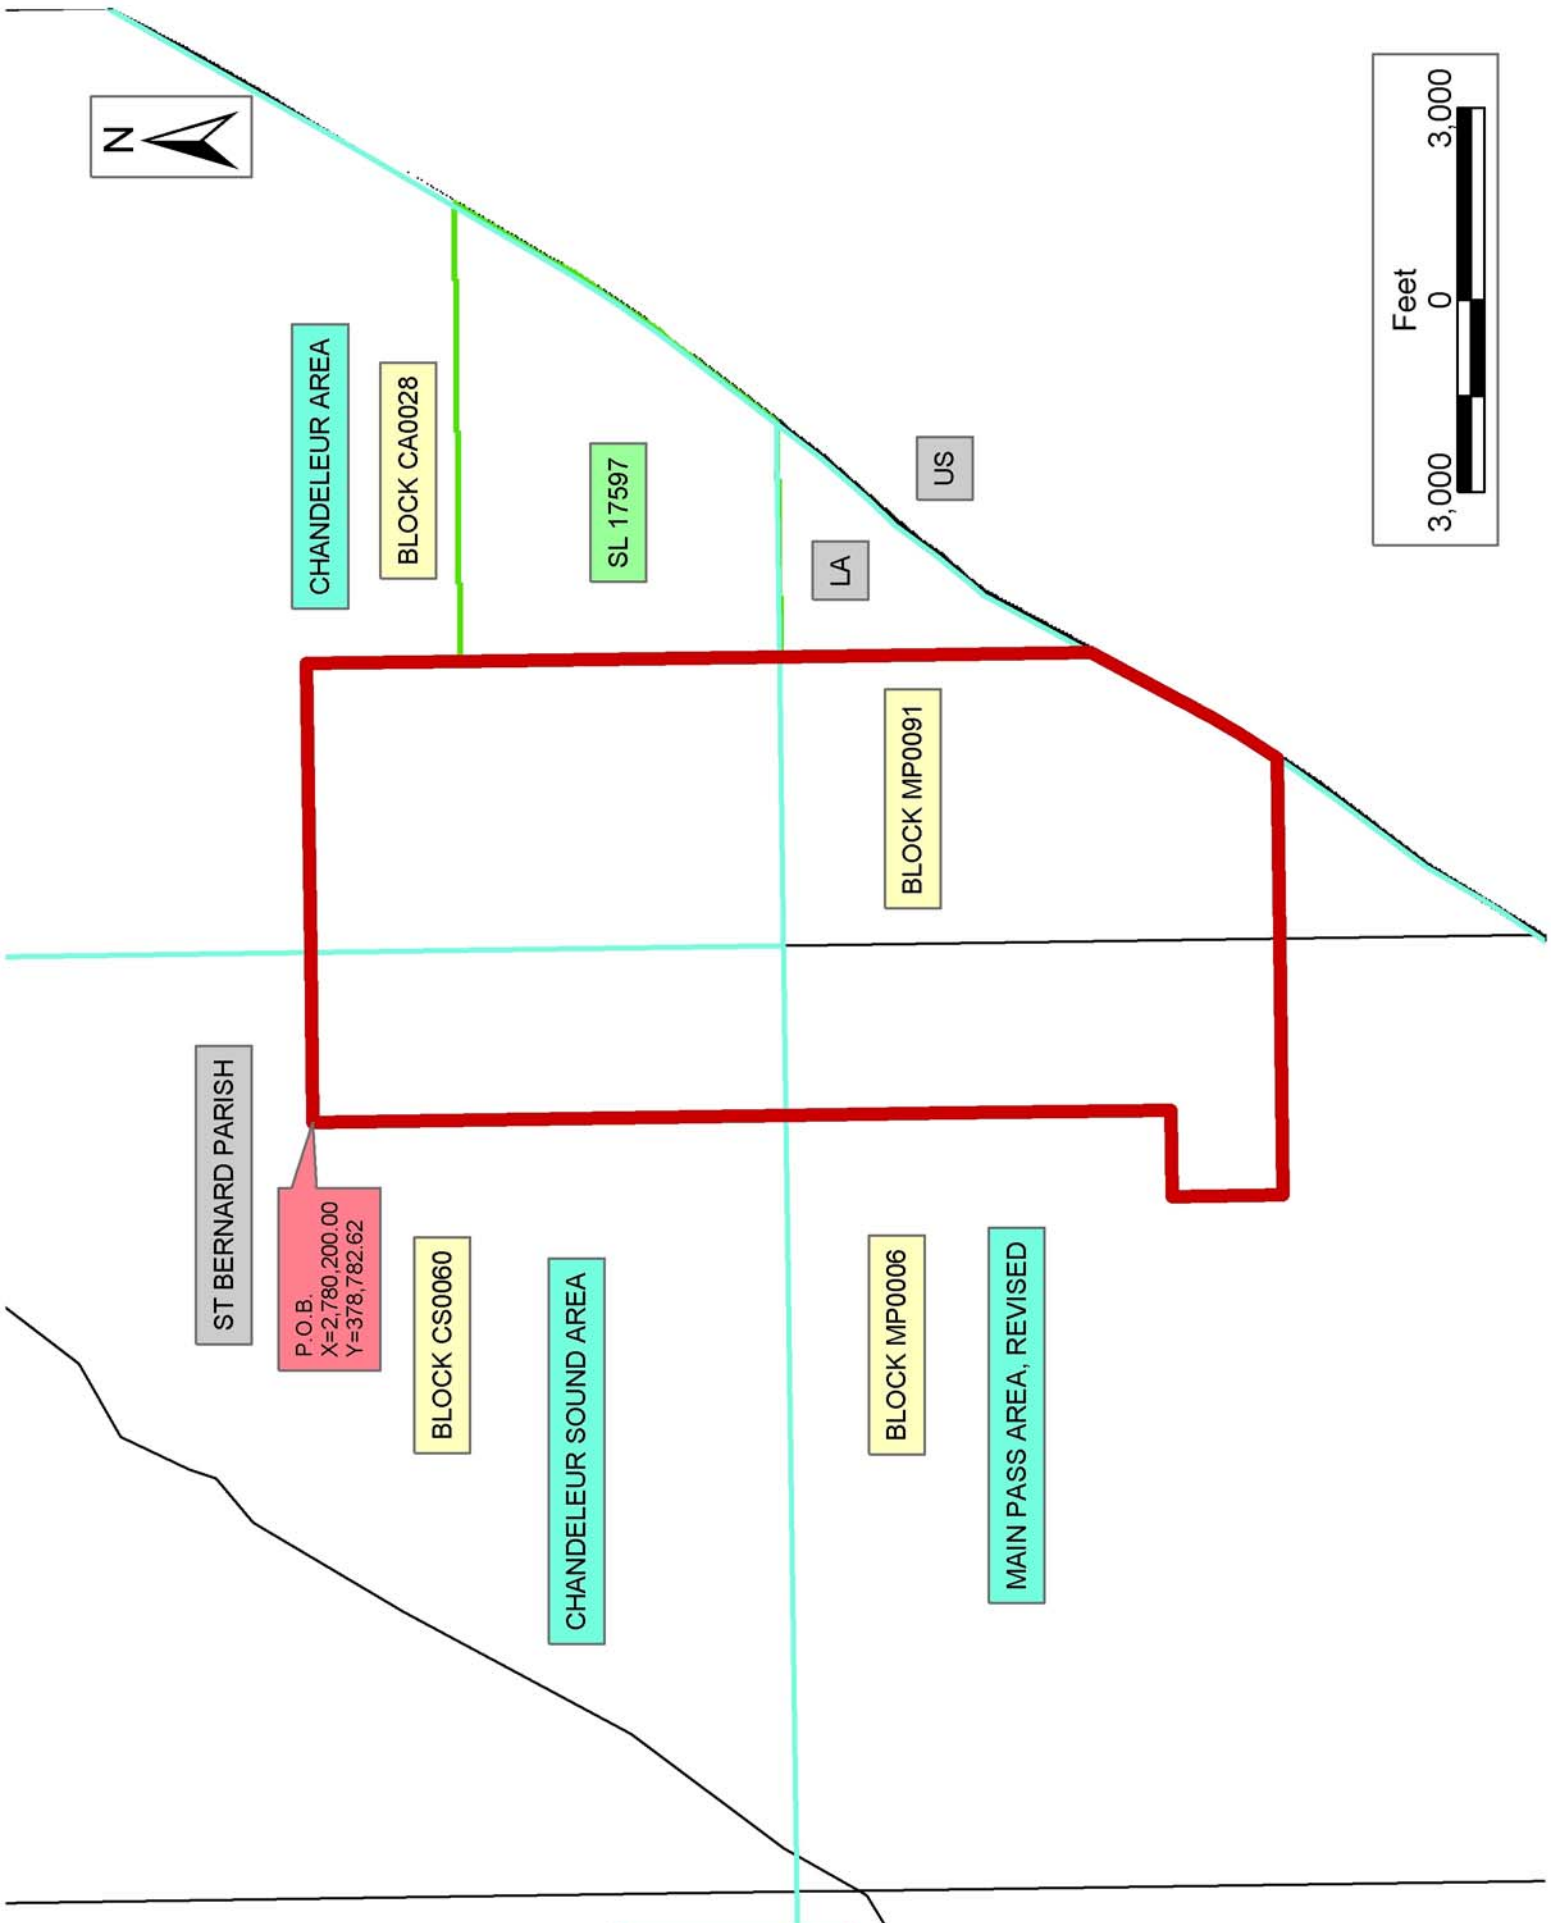 ST BERNARD PARISH
P.O.B.
X=2,780,200.00
Y=378,782.62
BLOCK CS0060
CHANDELEUR SOUND AREA
BLOCK MP0006
MAIN PASS AREA, REVISED
N
CHANDELEUR AREA
BLOCK CA0028
SL 17597
LA
US
BLOCK MP0091
Feet
3,000 0 3,000